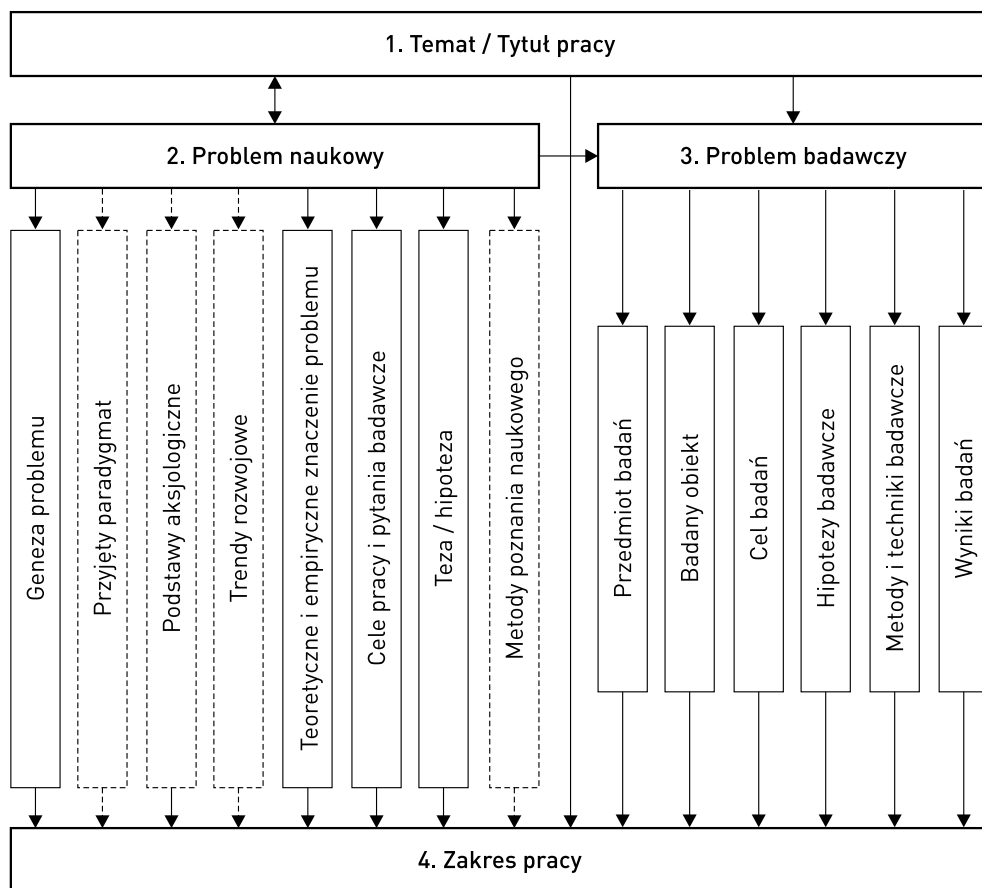 1. Temat / Tytuł pracy
2. Problem naukowy
3. Problem badawczy
Geneza problemu
Przyjęty paradygmat
Podstawy aksjologiczne
Trendy rozwojowe
Teoretyczne i empiryczne znaczenie problemu
Cele pracy i pytania badawcze
Teza / hipoteza
Metody poznania naukowego
Przedmiot badań
Badany obiekt
Cel badań
Hipotezy badawcze
Metody i techniki badawcze
Wyniki badań
4. Zakres pracy